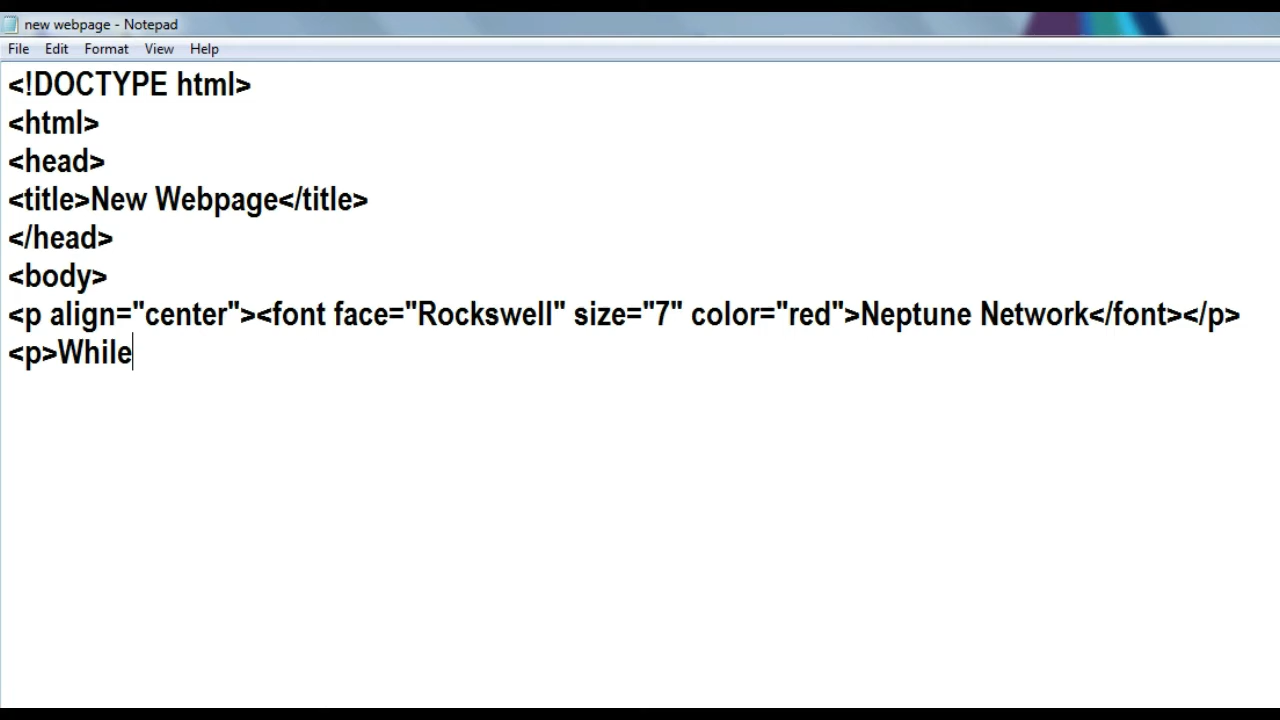 new webpage - Notepad
File Edit Format View Help
<!DOCTYPE html>
<html>
<head>
<title>New Webpage</title>
</head>
<body>
<p align="center"><font face="Rockswell" size="7" color="red">Neptune Network</font></p>
<p>While